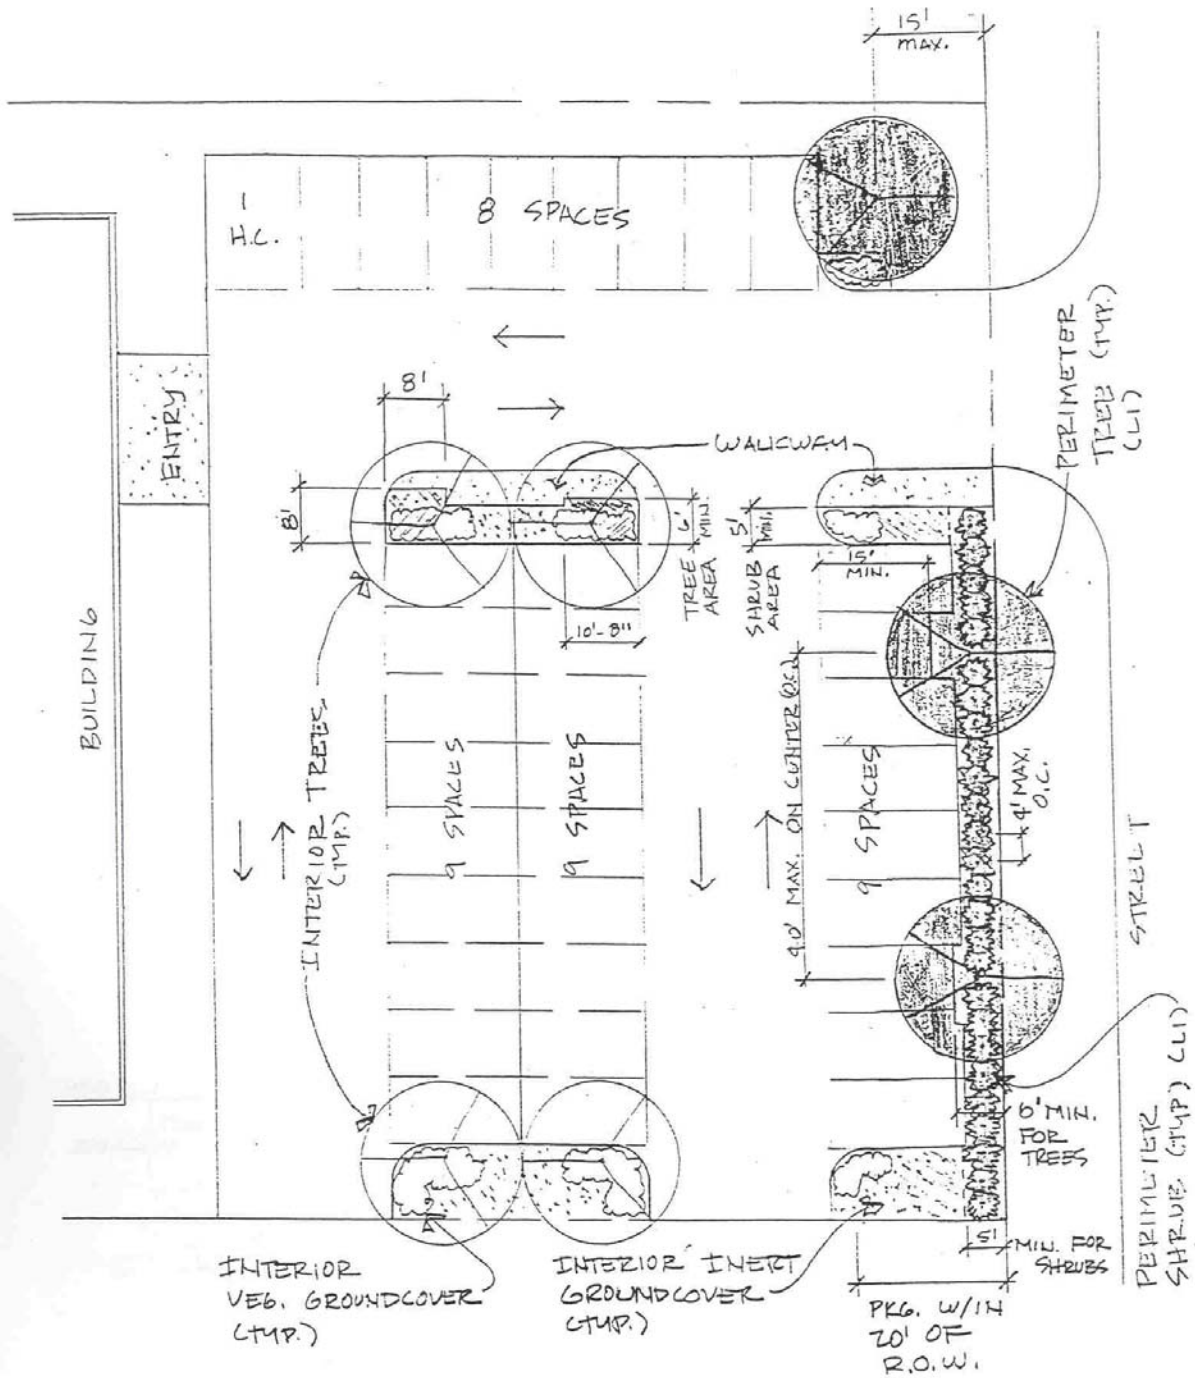 15'
MAX.
1
H.C.
8 SPACES
PERIMETER
TREE (TYP.)
(L1)
8'
ENTRY
WALKWAY
8'
6'
MIN.
TREE
AREA
5'
MIN.
SHRUB
AREA
15'
MIN.
10'-8"
BUILDING
INTERIOR TREES
(TYP.)
9 SPACES
9 SPACES
40' MAX. ON CENTER (O.C.)
9 SPACES
4' MAX.
O.C.
STREET
6' MIN.
FOR
TREES
PERIMETER
SHRUB (TYP) (L1)
5'
MIN. FOR
SHRUBS
INTERIOR
VEG. GROUNDCOVER
(TYP.)
INTERIOR INERT
GROUNDCOVER
(TYP.)
PKG. W/IN
20' OF
R.O.W.